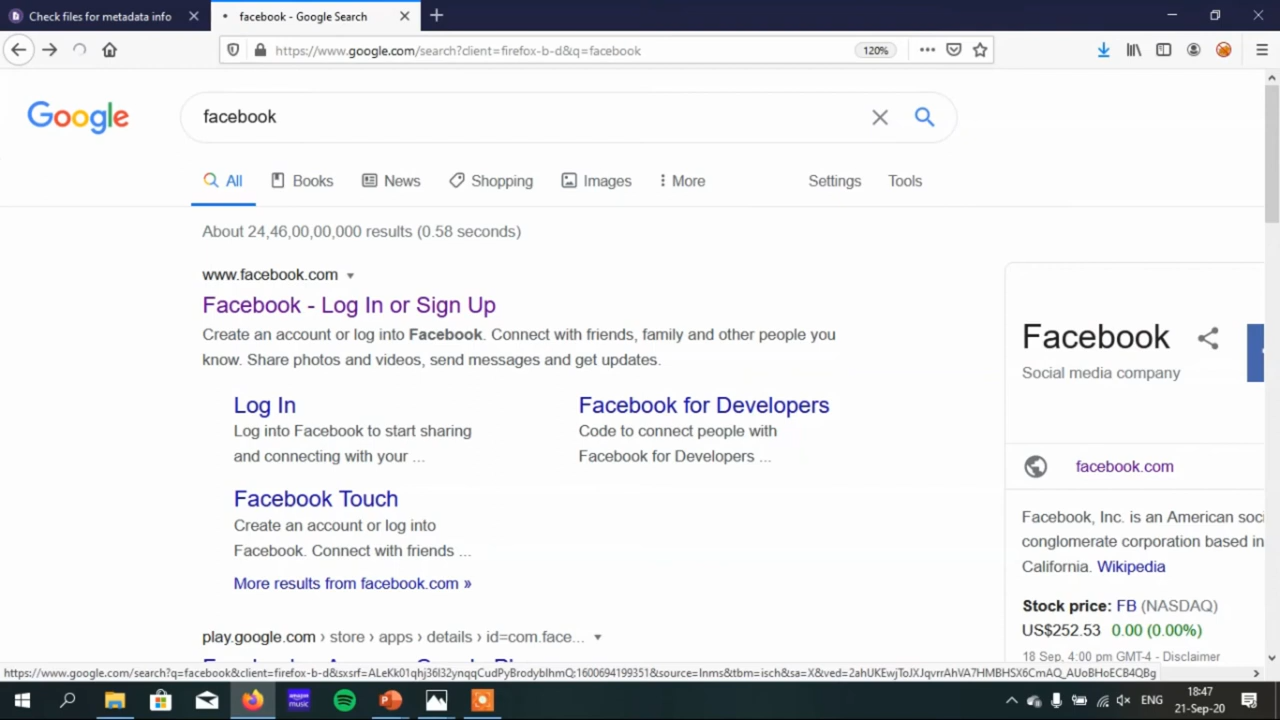 Check files for metadata info
facebook - Google Search
https://www.google.com/search?client=firefox-b-d&q=facebook
120%
Google
facebook
All
Books
News
Shopping
Images
More
Settings
Tools
About 24,46,00,00,000 results (0.58 seconds)
www.facebook.com
Facebook - Log In or Sign Up
Create an account or log into Facebook. Connect with friends, family and other people you
know. Share photos and videos, send messages and get updates.
Log In
Log into Facebook to start sharing
and connecting with your ...
Facebook for Developers
Code to connect people with
Facebook for Developers ...
Facebook Touch
Create an account or log into
Facebook. Connect with friends ...
More results from facebook.com »
play.google.com › store › apps › details › id=com.face...
Facebook
Social media company
facebook.com
Facebook, Inc. is an American soc
conglomerate corporation based in
California. Wikipedia
Stock price: FB (NASDAQ)
US$252.53 0.00 (0.00%)
18 Sep, 4:00 pm GMT-4 - Disclaimer
amazon
music
ENG
18:47
21-Sep-20